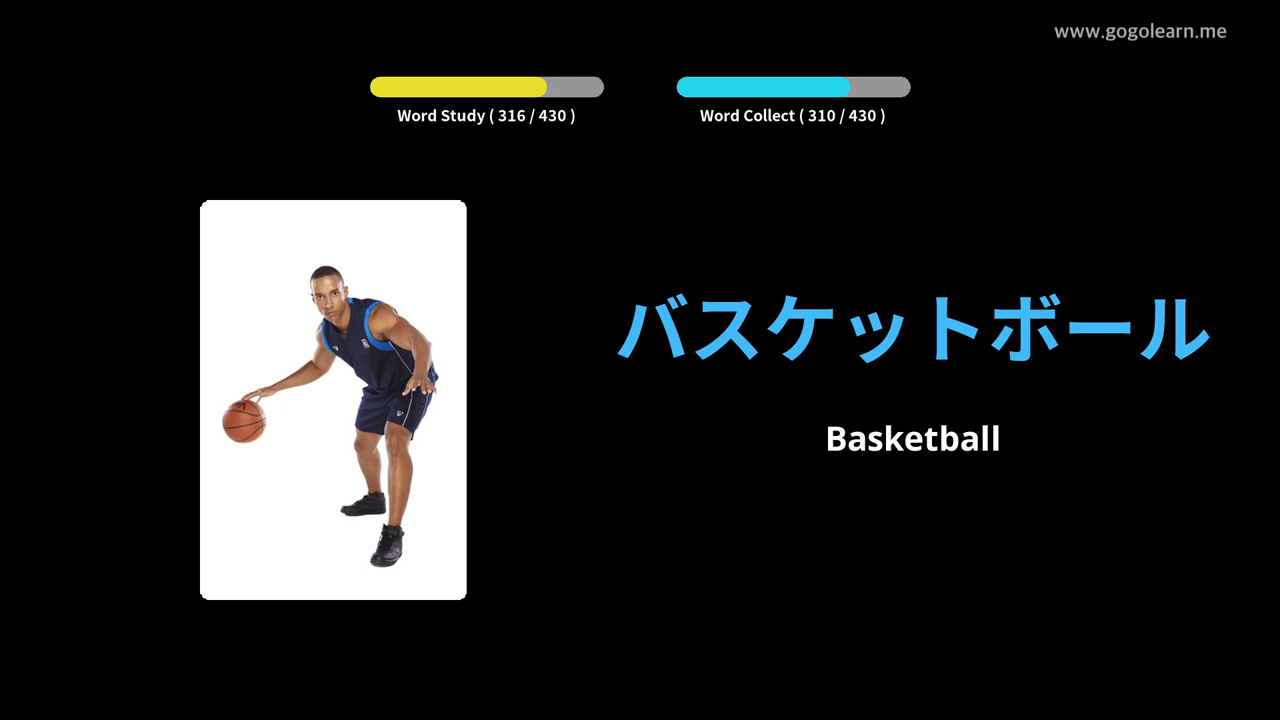 www.gogolearn.me
Word Study ( 316 / 430 )
Word Collect ( 310 / 430 )
バスケットボール
Basketball